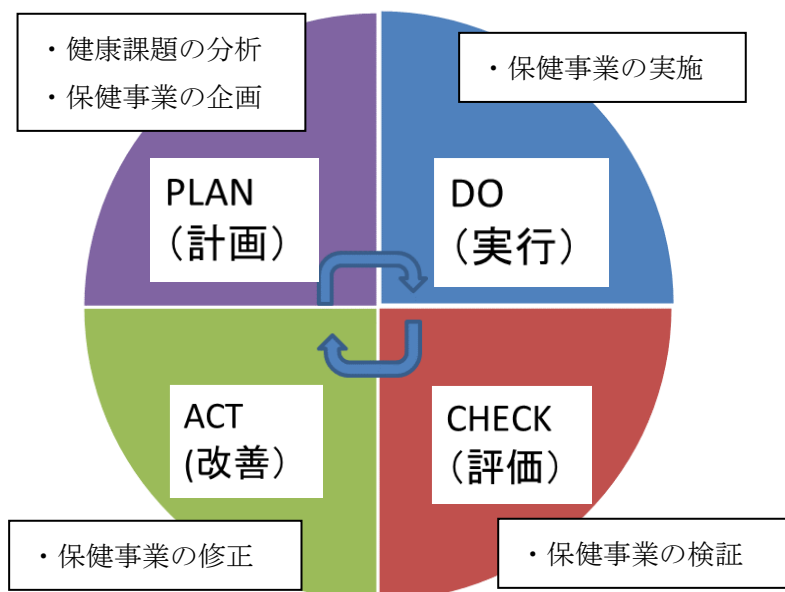 ・健康課題の分析
・保健事業の企画
・保健事業の実施
PLAN
（計画）
DO
（実行）
ACT
(改善）
CHECK
（評価）
・保健事業の修正
・保健事業の検証